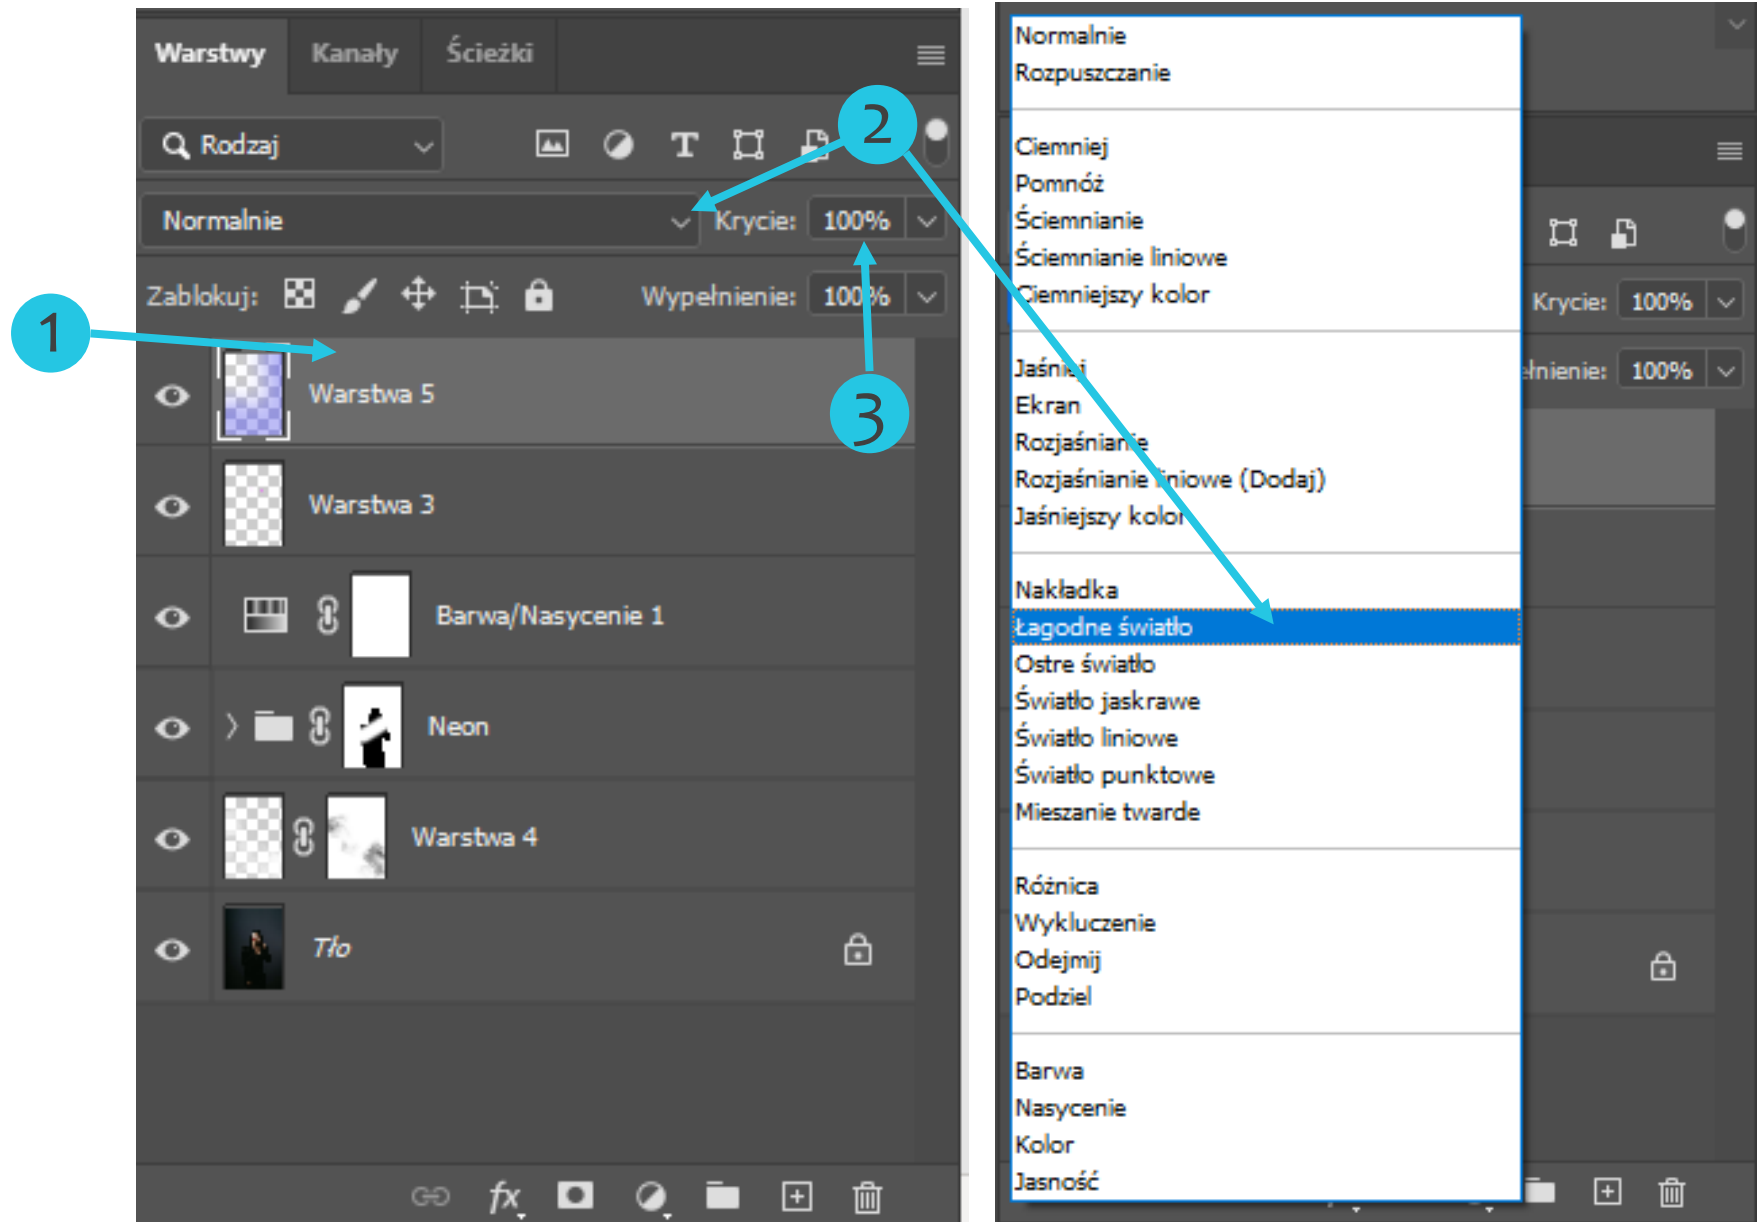 Warstwy Kanały Ścieżki
Rodzaj
T
2
Normalnie Krycie: 100%
Zablokuj: Wypełnienie: 100%
1
Warstwa 5
3
Warstwa 3
Barwa/Nasycenie 1
Neon
Warstwa 4
Tło
fx
Normalnie
Rozpuszczanie
Ciemniej
Pomnóż
Ściemnianie
Ściemnianie liniowe
Ciemniejszy kolor
Jaśniej
Ekran
Rozjaśnianie
Rozjaśnianie liniowe (Dodaj)
Jaśniejszy kolor
Nakładka
Łagodne światło
Ostre światło
Światło jaskrawe
Światło liniowe
Światło punktowe
Mieszanie twarde
Różnica
Wykluczenie
Odejmij
Podziel
Barwa
Nasycenie
Kolor
Jasność
Krycie: 100%
łnienie: 100%